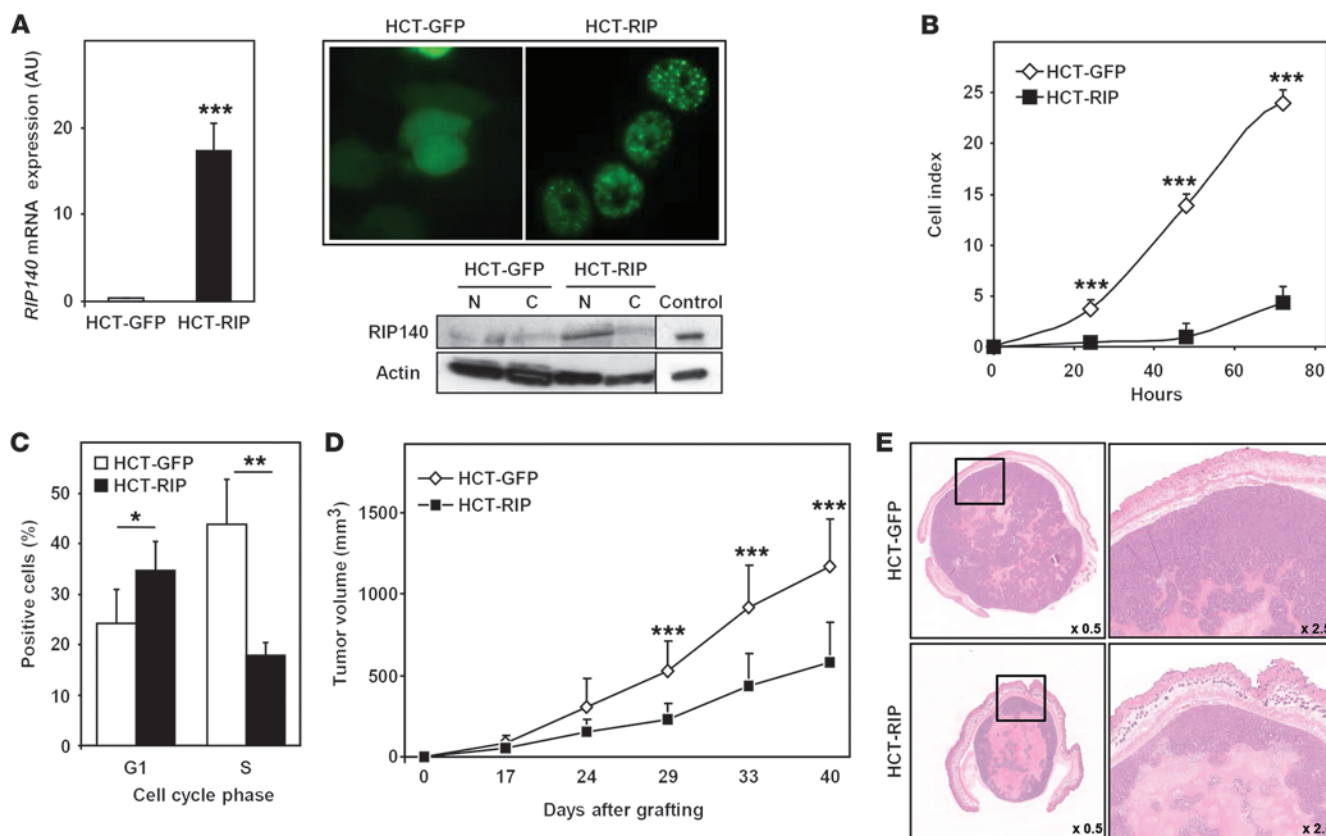 A
RIP140 mRNA expression (AU)
20
10
0
***
HCT-GFP HCT-RIP
HCT-GFP HCT-RIP
HCT-GFP HCT-RIP
N C N C Control
RIP140
Actin
B
Cell index
25
20
15
10
5
0
HCT-GFP
HCT-RIP
***
***
***
0 20 40 60 80
Hours
C
Positive cells (%)
50
40
30
20
10
0
HCT-GFP
HCT-RIP
*
**
G1 S
Cell cycle phase
D
Tumor volume (mm3)
1500
1000
500
0
HCT-GFP
HCT-RIP
***
***
***
0 17 24 29 33 40
Days after grafting
E
HCT-GFP
x 0.5
x 2.5
HCT-RIP
x 0.5
x 2.5